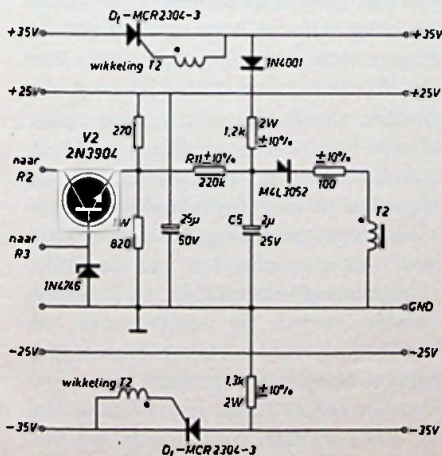 D₁-MCR2304-3
+35V
+35V
wikkeling T2
1N4001
+25V
+25V
V2
2N3904
270
2W
1,2k
±10%
naar
R2
R11 ±10%
220k
M4L3052
±10%
100
1W
820
25μ
50V
C5
2μ
25V
T2
naar
R3
1N4746
GND
-25V
-25V
wikkeling T2
1,3k
2W
±10%
-35V
-35V
D₁-MCR2304-3